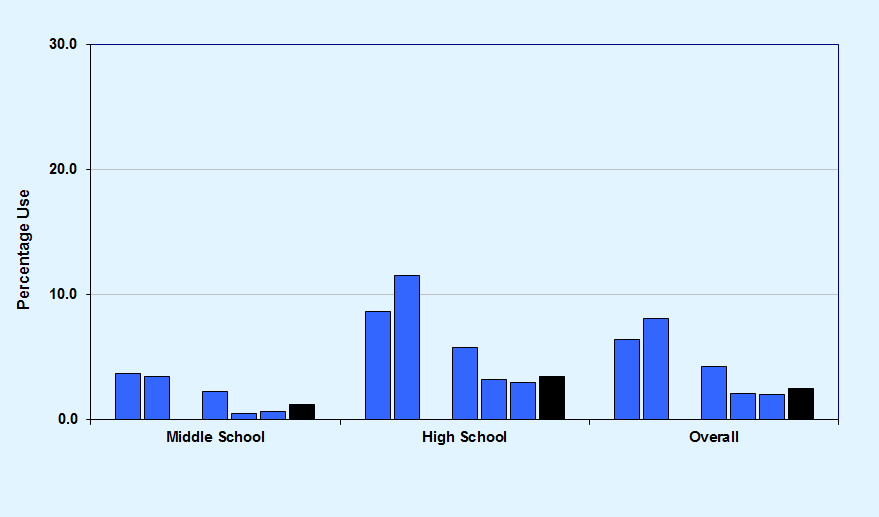 30.0
20.0
10.0
0.0
Percentage Use
Middle School
High School
Overall